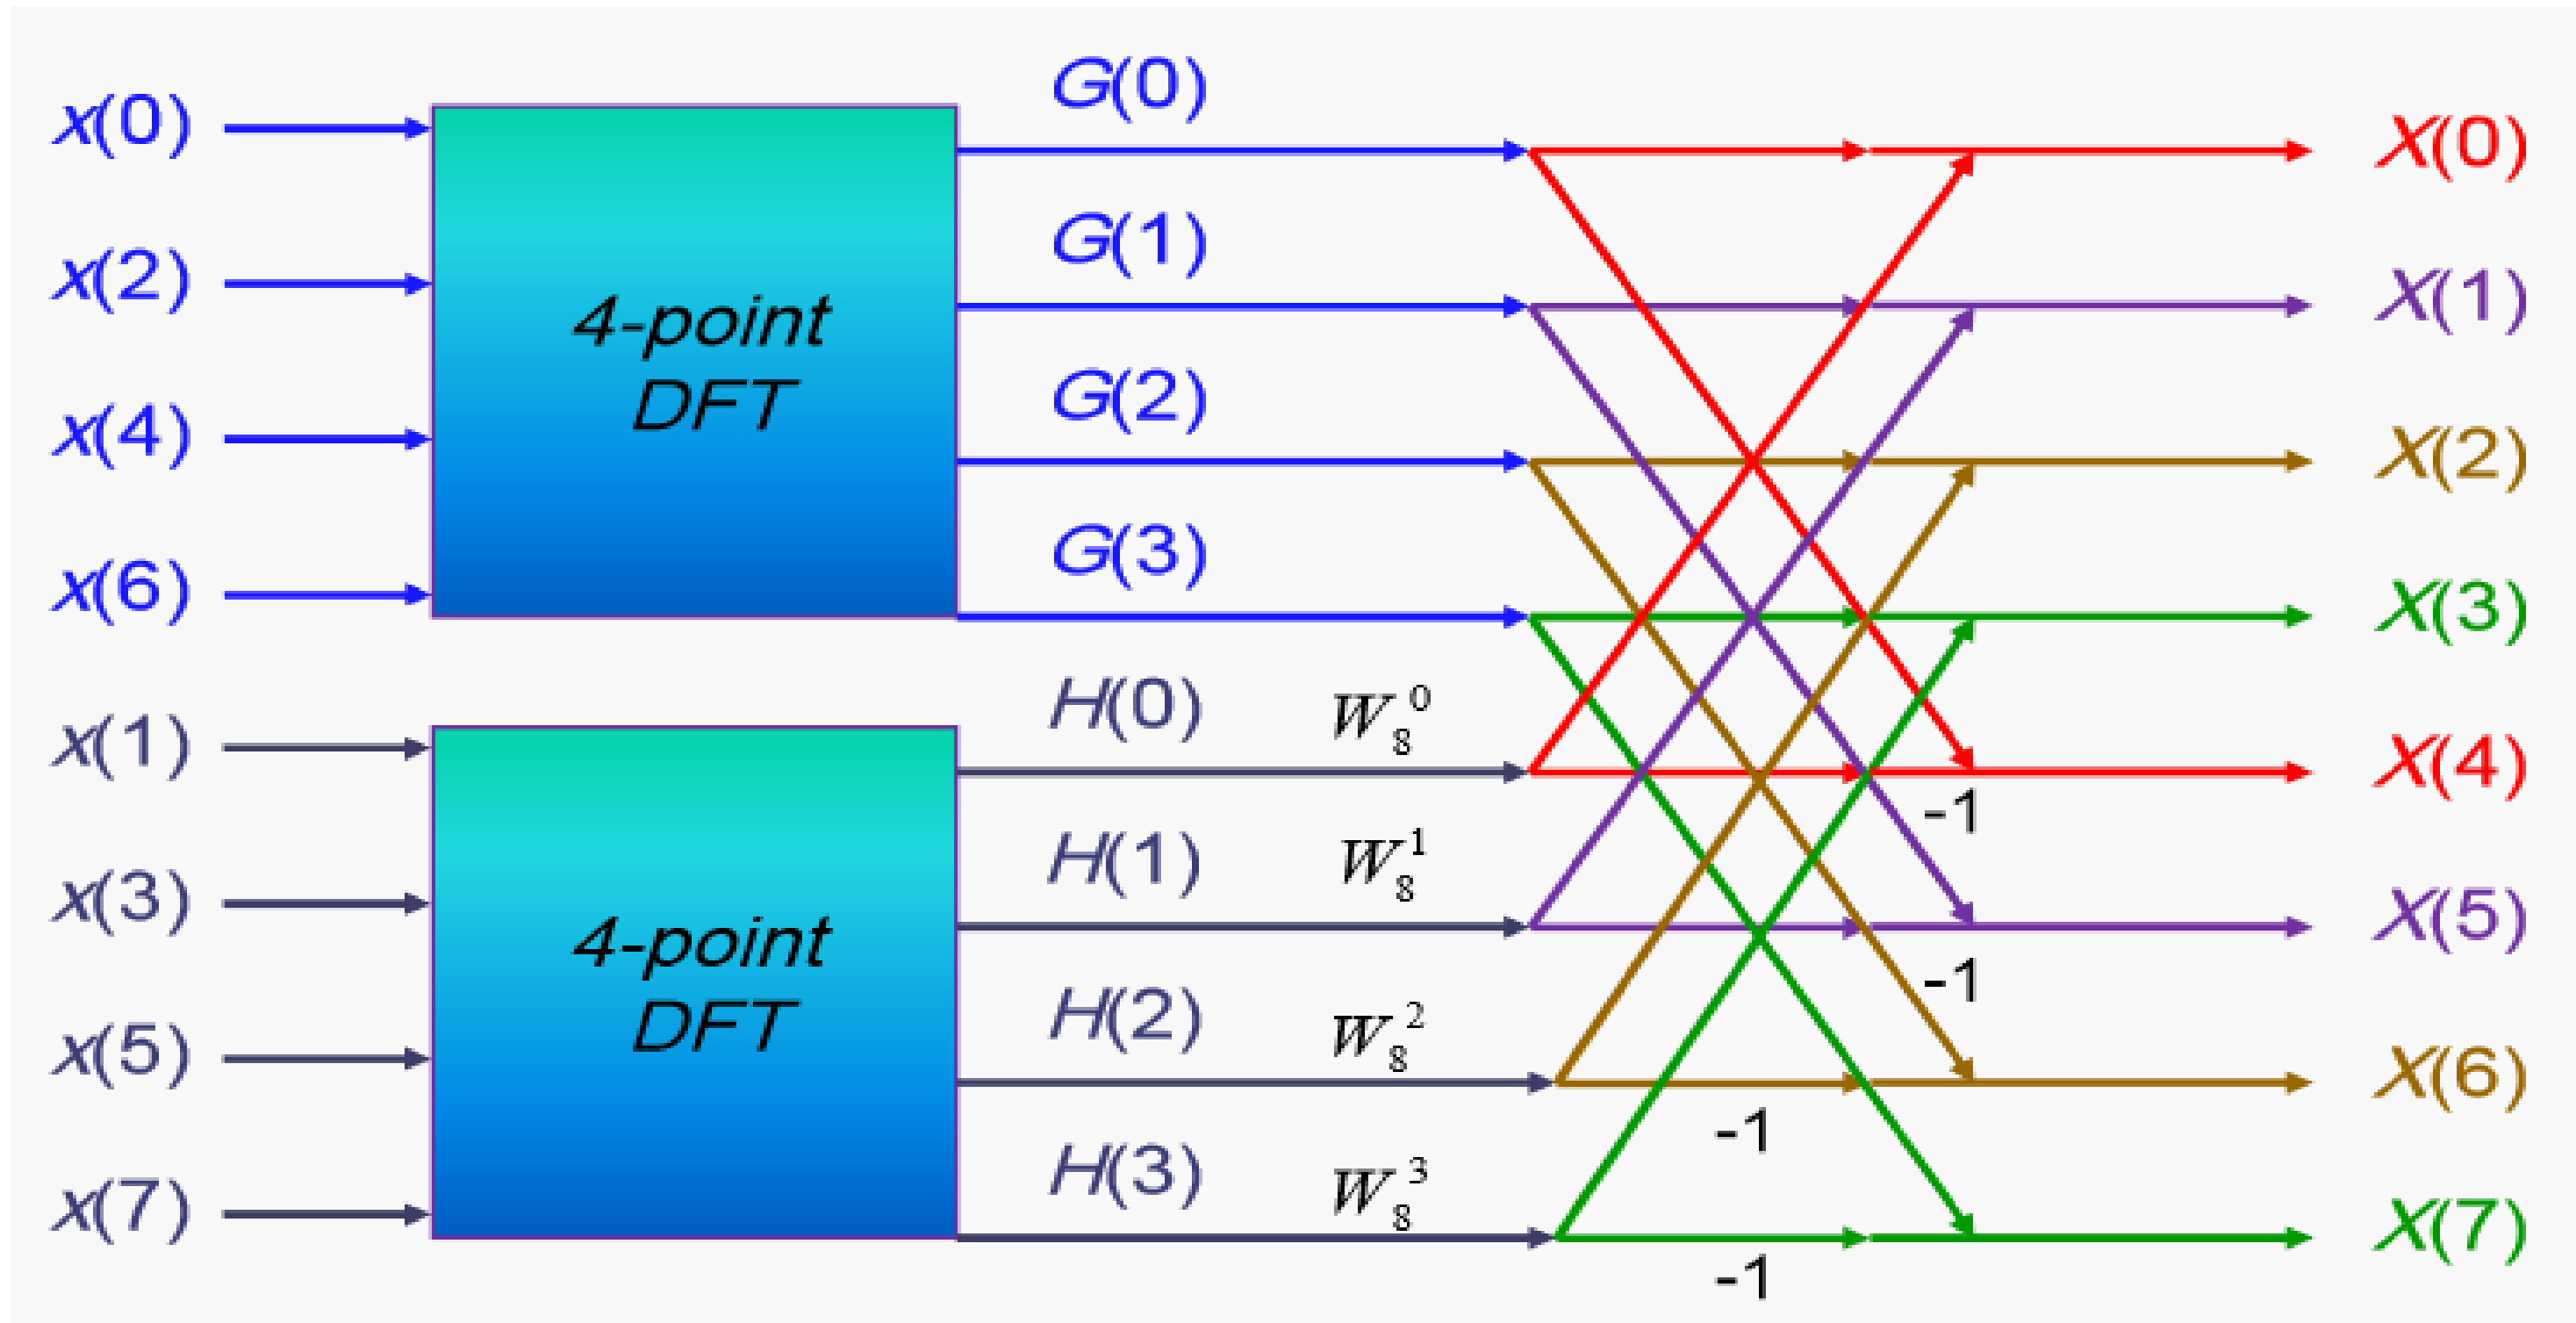 x(0)
x(2)
x(4)
x(6)
4-point
DFT
G(0)
G(1)
G(2)
G(3)
X(0)
X(1)
X(2)
X(3)
x(1)
x(3)
x(5)
x(7)
4-point
DFT
H(0) W₈⁰
H(1) W₈¹
H(2) W₈²
H(3) W₈³
-1
-1
-1
-1
X(4)
X(5)
X(6)
X(7)